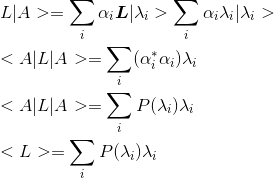 L|A> = \sum_i \alpha_i \boldsymbol{L}|\lambda_i> \sum_i \alpha_i \lambda_i|\lambda_i>
<A|L|A> = \sum_i (\alpha_i^* \alpha_i) \lambda_i
<A|L|A> = \sum_i P(\lambda_i) \lambda_i
<L> = \sum_i P(\lambda_i) \lambda_i